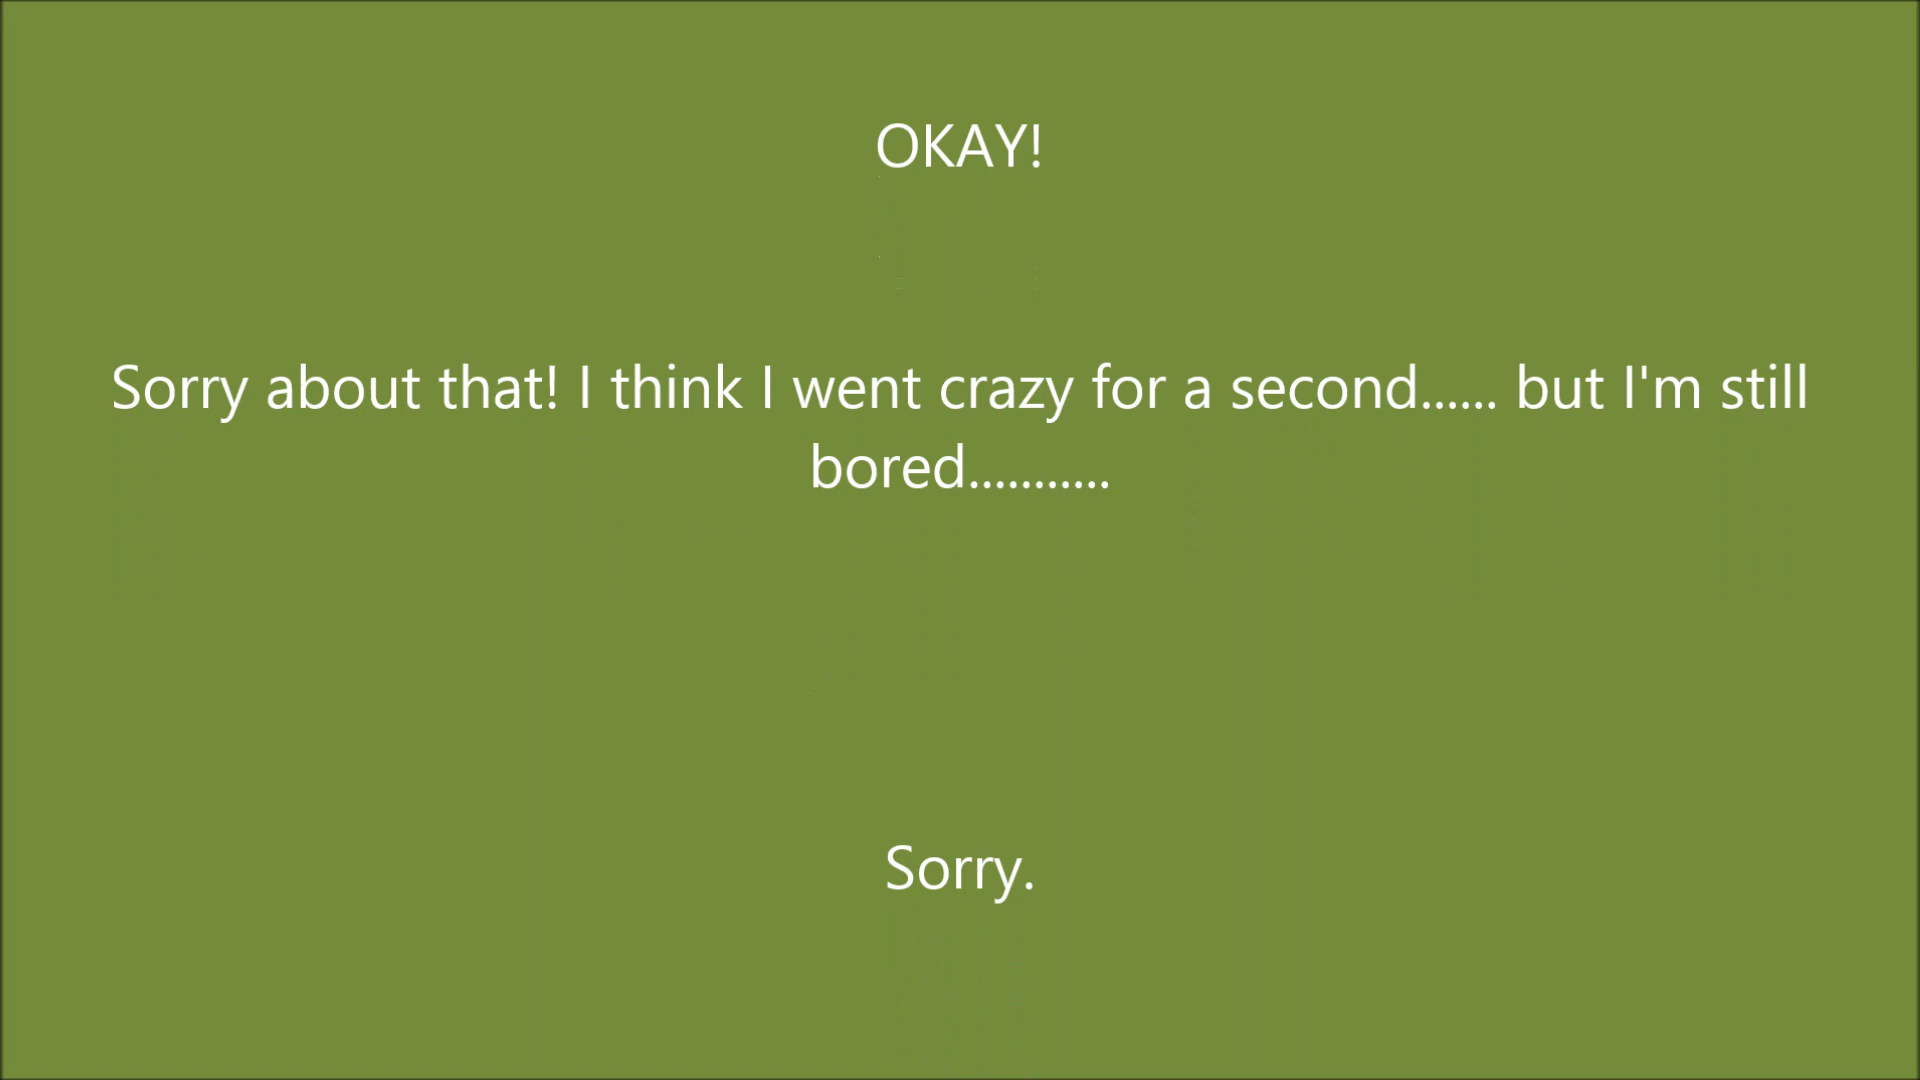 OKAY!
Sorry about that! I think I went crazy for a second...... but I'm still
bored...........
Sorry.